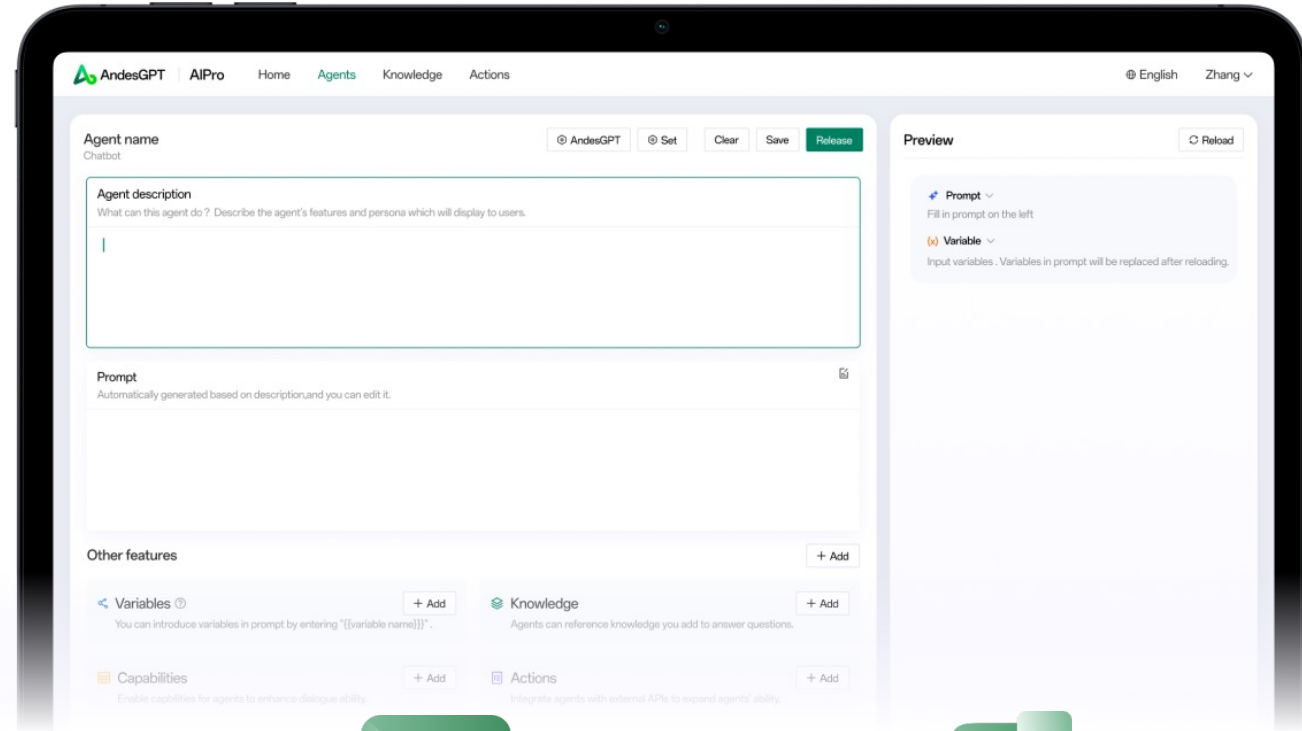 AndesGPT | AIPro Home Agents Knowledge Actions English Zhang
Agent name
Chatbot
AndesGPT Set Clear Save Release
Agent description
What can this agent do ? Describe the agent's features and persona which will display to users.
Prompt
Automatically generated based on description,and you can edit it.
Other features
+ Add
Variables
+ Add
You can introduce variables in prompt by entering "{{variable name}}}" .
Knowledge
+ Add
Agents can reference knowledge you add to answer questions.
Capabilities
+ Add
Enable capbilities for agents to enhance dialogue ability.
Actions
+ Add
Integrate agents with external APIs to expand agents' ability.
Preview
Reload
Prompt
Fill in prompt on the left
(x) Variable
Input variables . Variables in prompt will be replaced after reloading.